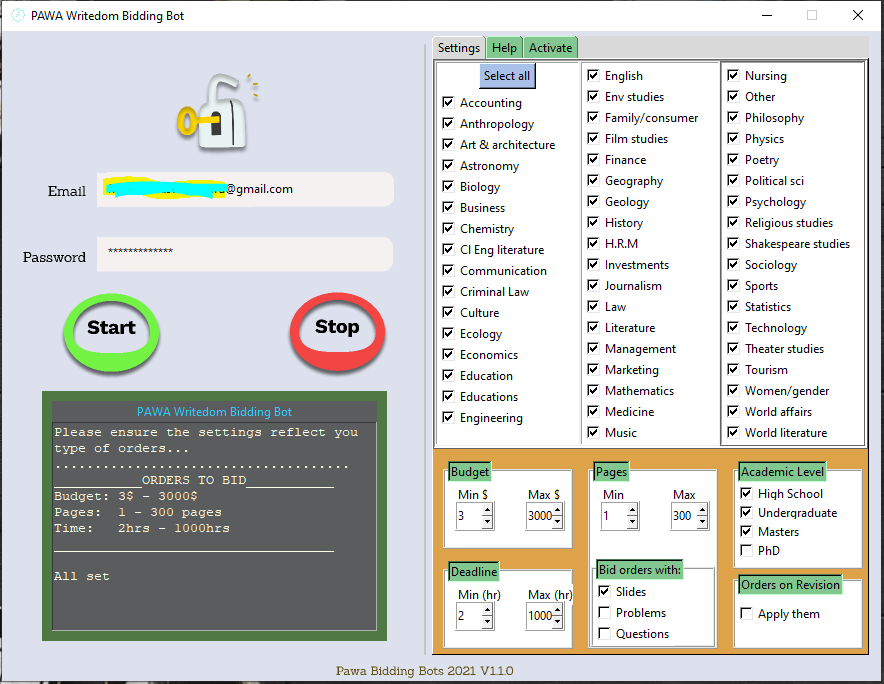 PAWA Writedom Bidding Bot
Email
@gmail.com
Password
*************
Start
Stop
PAWA Writedom Bidding Bot
Please ensure the settings reflect you
type of orders...
.....................................
___________ORDERS TO BID___________
Budget: 3$ - 3000$
Pages: 1 - 300 pages
Time: 2hrs - 1000hrs
___________________________________
All set
Settings
Help
Activate
Select all
Accounting
Anthropology
Art & architecture
Astronomy
Biology
Business
Chemistry
Cl Eng literature
Communication
Criminal Law
Culture
Ecology
Economics
Education
Educations
Engineering
English
Env studies
Family/consumer
Film studies
Finance
Geography
Geology
History
H.R.M
Investments
Journalism
Law
Literature
Management
Marketing
Mathematics
Medicine
Music
Nursing
Other
Philosophy
Physics
Poetry
Political sci
Psychology
Religious studies
Shakespeare studies
Sociology
Sports
Statistics
Technology
Theater studies
Tourism
Women/gender
World affairs
World literature
Budget
Min $ Max $
3 3000
Deadline
Min (hr) Max (hr)
2 1000
Pages
Min Max
1 300
Bid orders with:
Slides
Problems
Questions
Academic Level
High School
Undergraduate
Masters
PhD
Orders on Revision
Apply them
Pawa Bidding Bots 2021 V1.1.0